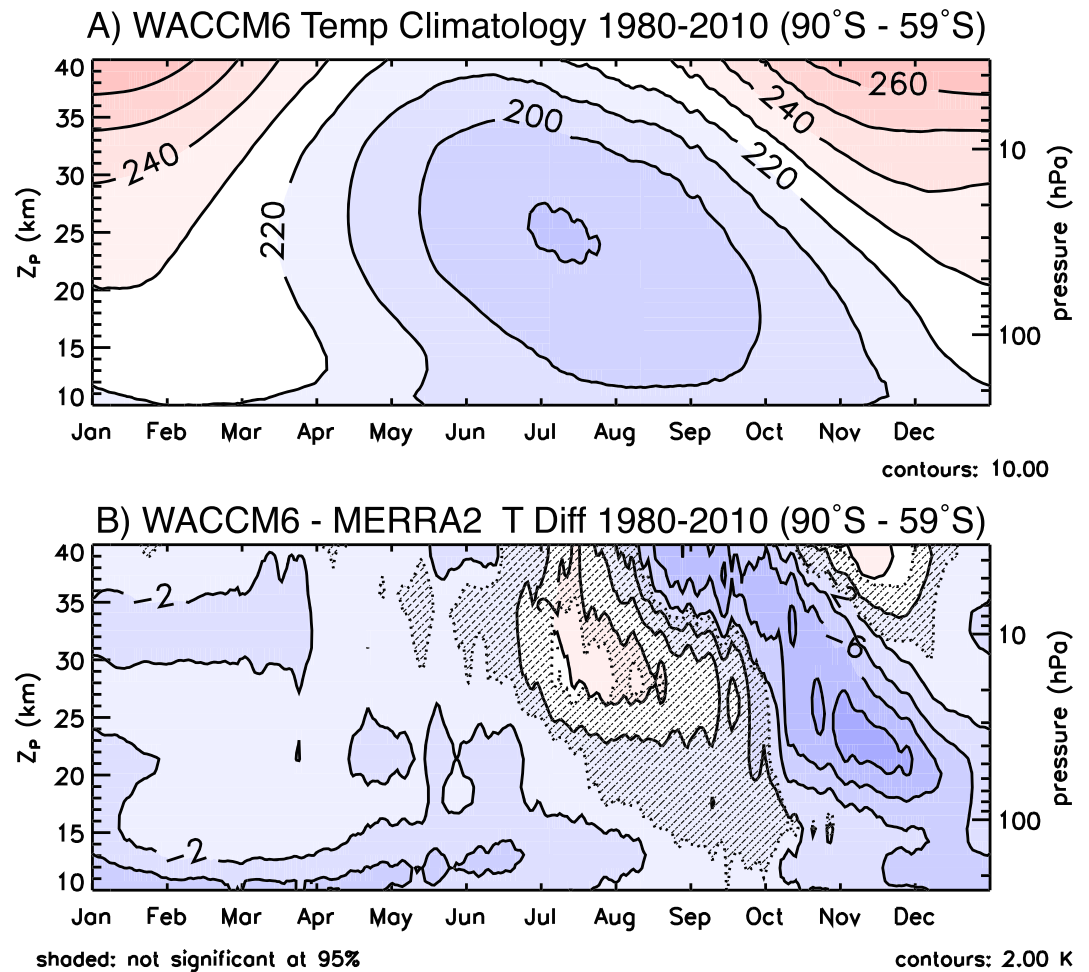 A) WACCM6 Temp Climatology 1980-2010 (90°S - 59°S)
40
35
30
25
20
15
10
Zp (km)
240
220
200
240
220
260
10
100
pressure (hPa)
Jan Feb Mar Apr May Jun Jul Aug Sep Oct Nov Dec
contours: 10.00
B) WACCM6 - MERRA2 T Diff 1980-2010 (90°S - 59°S)
40
35
30
25
20
15
10
Zp (km)
-2
-2
2
-6
10
100
pressure (hPa)
Jan Feb Mar Apr May Jun Jul Aug Sep Oct Nov Dec
shaded: not significant at 95% contours: 2.00 K